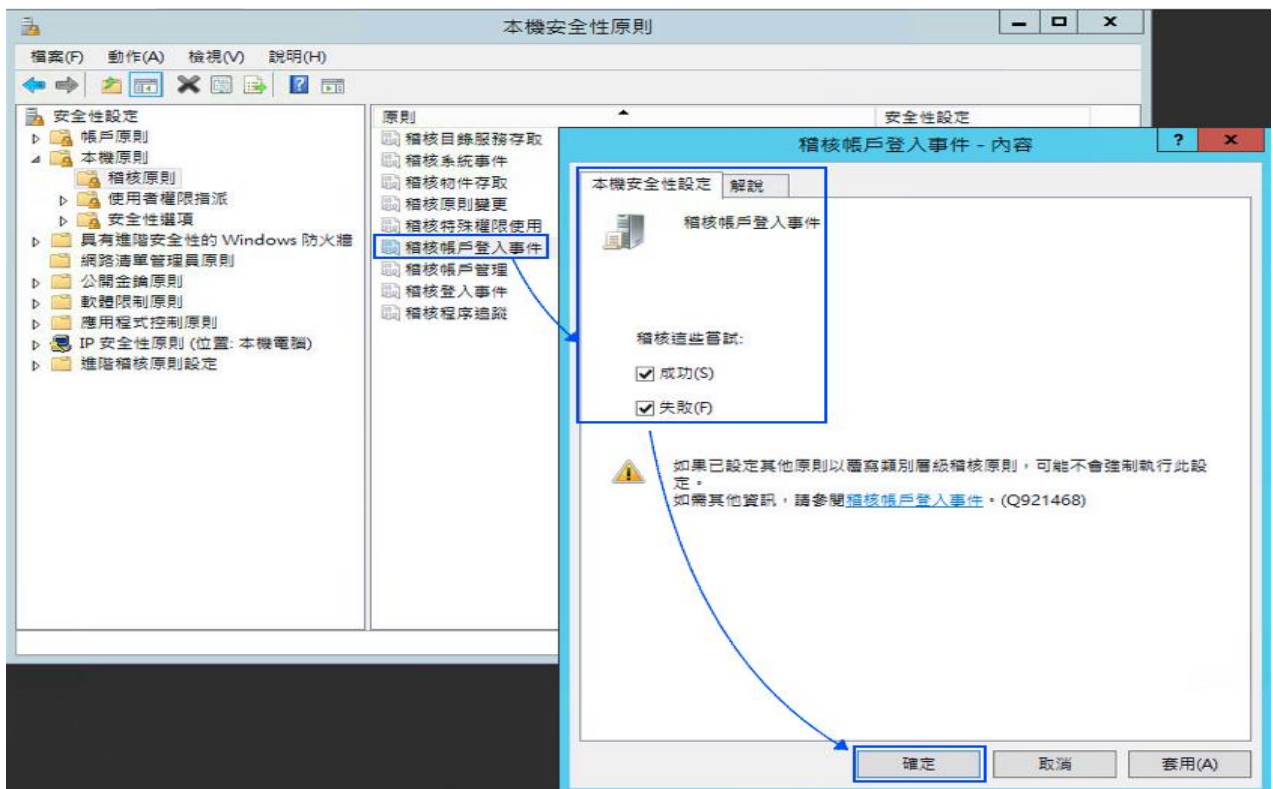 本機安全性原則
檔案(F) 動作(A) 檢視(V) 說明(H)
安全性設定
帳戶原則
本機原則
稽核原則
使用者權限指派
安全性選項
具有進階安全性的 Windows 防火牆
網路清單管理員原則
公開金鑰原則
軟體限制原則
應用程式控制原則
IP 安全性原則 (位置: 本機電腦)
進階稽核原則設定
原則 安全性設定
稽核目錄服務存取
稽核系統事件
稽核物件存取
稽核原則變更
稽核特殊權限使用
稽核帳戶登入事件
稽核帳戶管理
稽核登入事件
稽核程序追蹤
稽核帳戶登入事件 - 內容
本機安全性設定 解說
稽核帳戶登入事件
稽核這些嘗試:
成功(S)
失敗(F)
如果已設定其他原則以覆寫類別層級稽核原則，可能不會強制執行此設
定。
如需其他資訊，請參閱稽核帳戶登入事件。(Q921468)
確定 取消 套用(A)